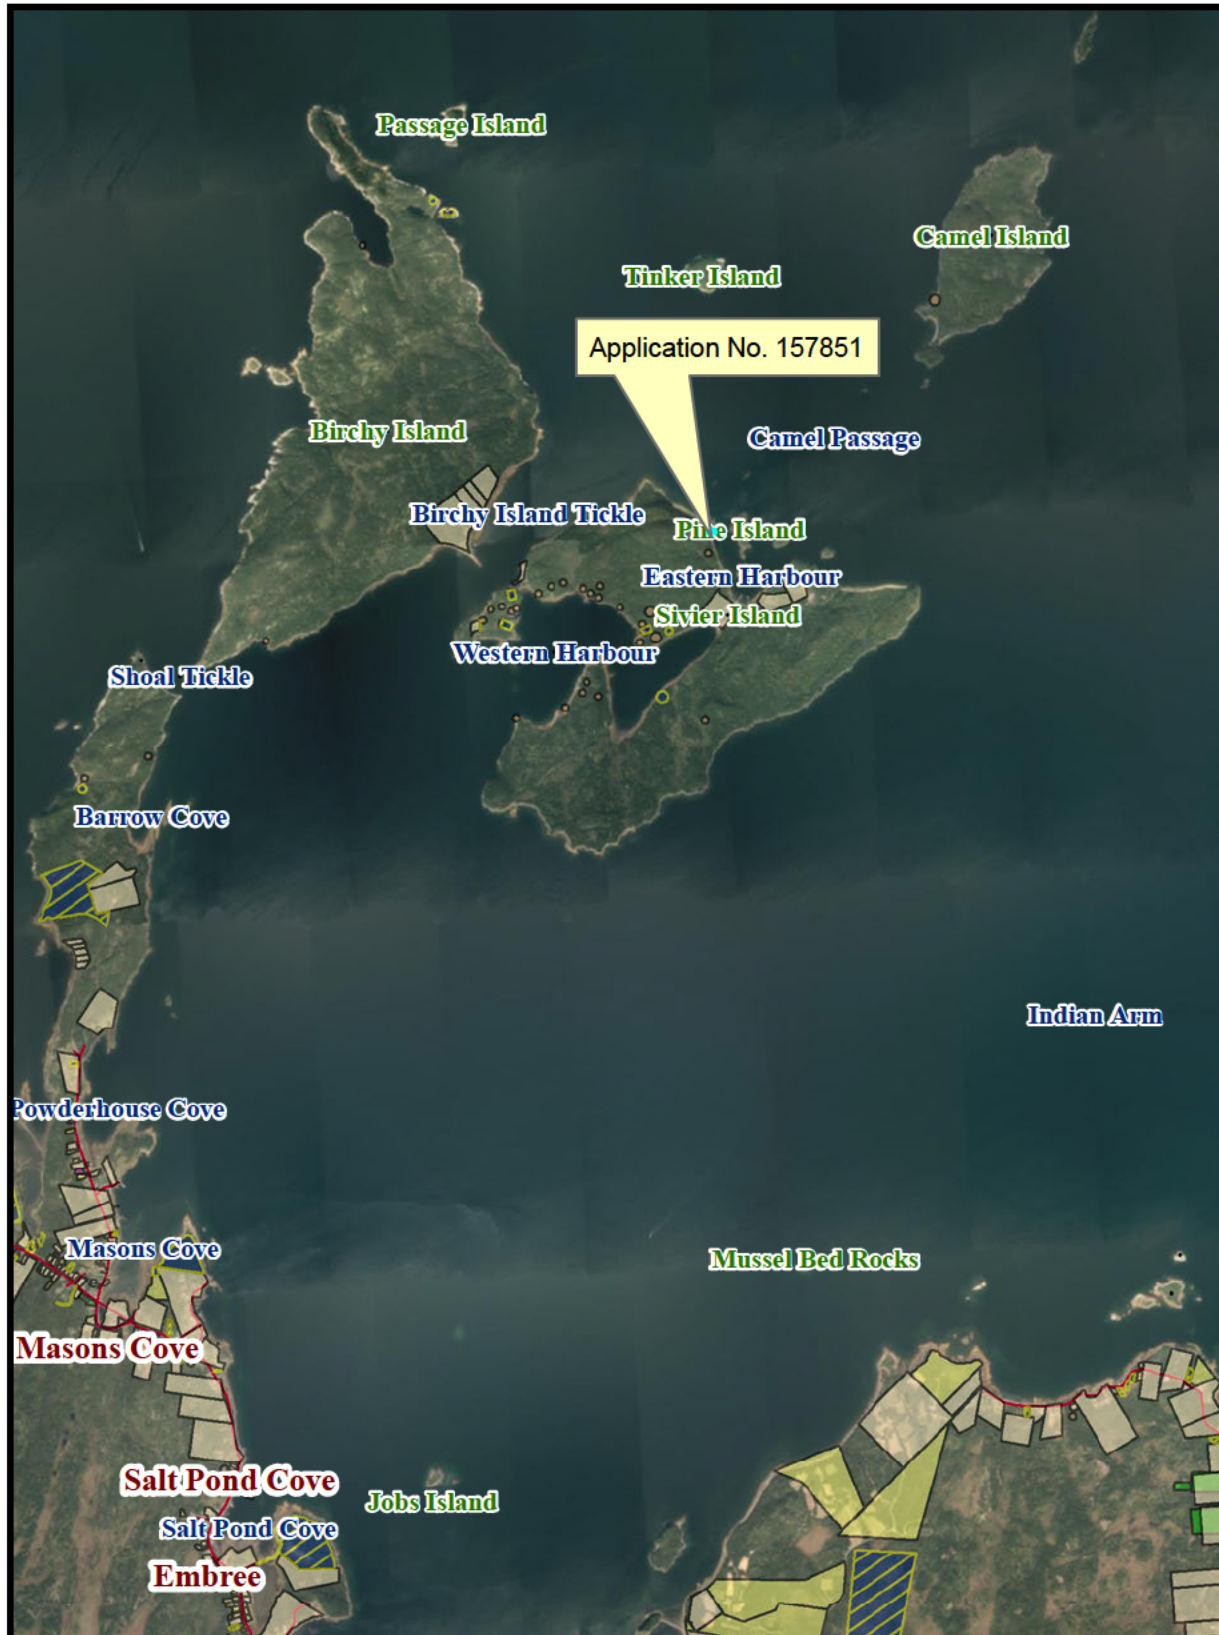 Passage Island
Camel Island
Tinker Island
Application No. 157851
Birchy Island
Camel Passage
Birchy Island Tickle
Pine Island
Eastern Harbour
Sivier Island
Western Harbour
Shoal Tickle
Barrow Cove
Indian Arm
Powderhouse Cove
Masons Cove
Mussel Bed Rocks
Masons Cove
Salt Pond Cove
Jobs Island
Salt Pond Cove
Embree